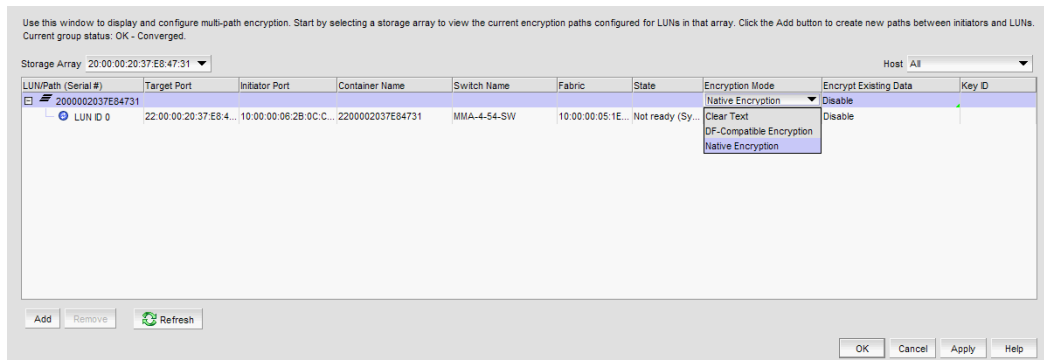 Use this window to display and configure multi-path encryption. Start by selecting a storage array to view the current encryption paths configured for LUNs in that array. Click the Add button to create new paths between initiators and LUNs.
Current group status: OK - Converged.
Storage Array 20:00:00:20:37:E8:47:31 Host All
LUN/Path (Serial #) Target Port Initiator Port Container Name Switch Name Fabric State Encryption Mode Encrypt Existing Data Key ID
2000002037E84731 Native Encryption Disable
LUN ID 0 22:00:00:20:37:E8:4... 10:00:00:06:2B:0C:C... 2200002037E84731 MMA-4-54-SW 10:00:00:05:1E... Not ready (Sy... Clear Text Disable
DF-Compatible Encryption
Native Encryption
Add Remove Refresh
OK Cancel Apply Help